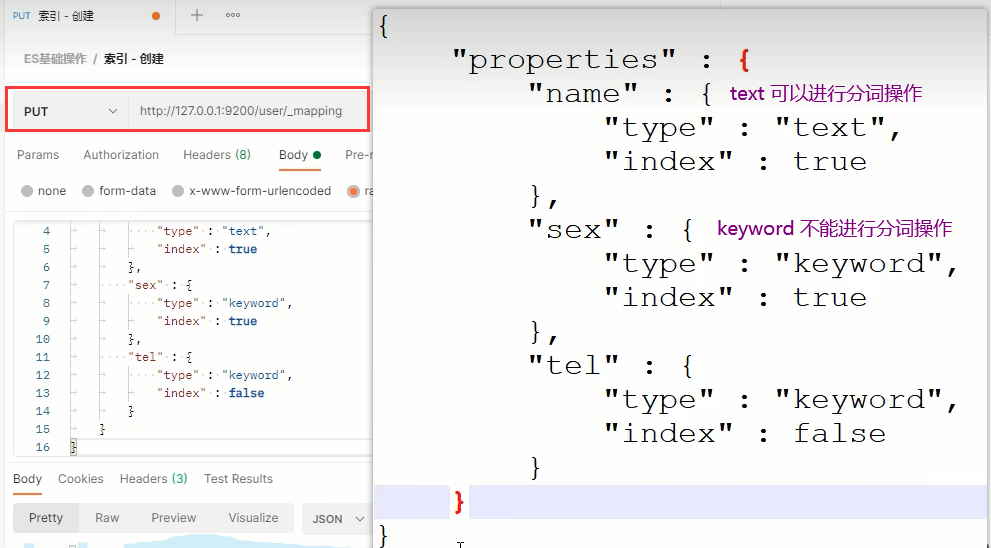 PUT 索引 - 创建
ES基础操作 / 索引 - 创建
PUT http://127.0.0.1:9200/user/_mapping
Params Authorization Headers (8) Body Pre-r
none form-data x-www-form-urlencoded ra
4 "type" : "text",
5 "index" : true
6 },
7 "sex" : {
8 "type" : "keyword",
9 "index" : true
10 },
11 "tel" : {
12 "type" : "keyword",
13 "index" : false
14 }
15 }
16 }
Body Cookies Headers (3) Test Results
Pretty Raw Preview Visualize JSON
{
"properties" : {
"name" : { text 可以进行分词操作
"type" : "text",
"index" : true
},
"sex" : { keyword 不能进行分词操作
"type" : "keyword",
"index" : true
},
"tel" : {
"type" : "keyword",
"index" : false
}
}
}